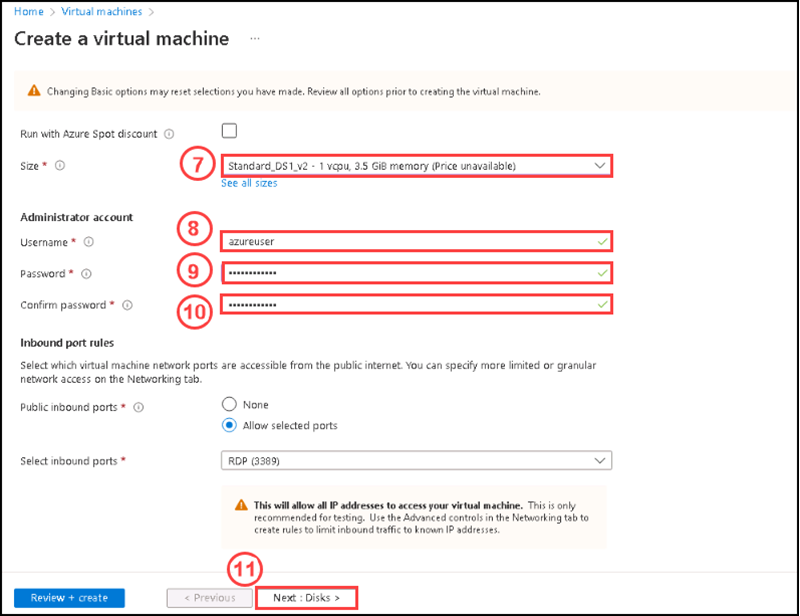 Home > Virtual machines >
Create a virtual machine ...
Changing Basic options may reset selections you have made. Review all options prior to creating the virtual machine.
Run with Azure Spot discount
Size *
7
Standard_DS1_v2 - 1 vcpu, 3.5 GiB memory (Price unavailable)
See all sizes
Administrator account
8
Username *
azureuser
9
Password *
••••••••••••
10
Confirm password *
••••••••••••
Inbound port rules
Select which virtual machine network ports are accessible from the public internet. You can specify more limited or granular
network access on the Networking tab.
Public inbound ports *
None
Allow selected ports
Select inbound ports *
RDP (3389)
This will allow all IP addresses to access your virtual machine. This is only
recommended for testing. Use the Advanced controls in the Networking tab to
create rules to limit inbound traffic to known IP addresses.
11
Review + create
< Previous
Next : Disks >